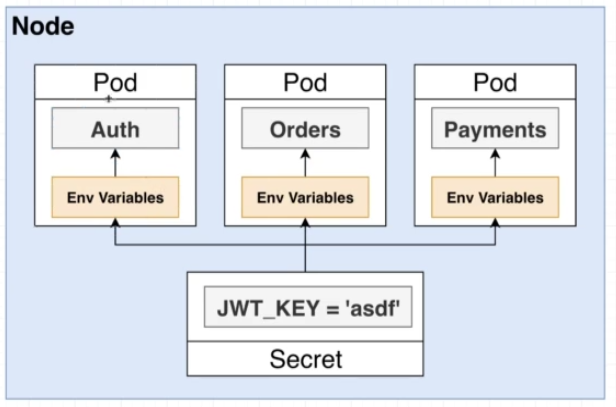 Node
Pod
Pod
Pod
Auth
Orders
Payments
Env Variables
Env Variables
Env Variables
JWT_KEY = 'asdf'
Secret